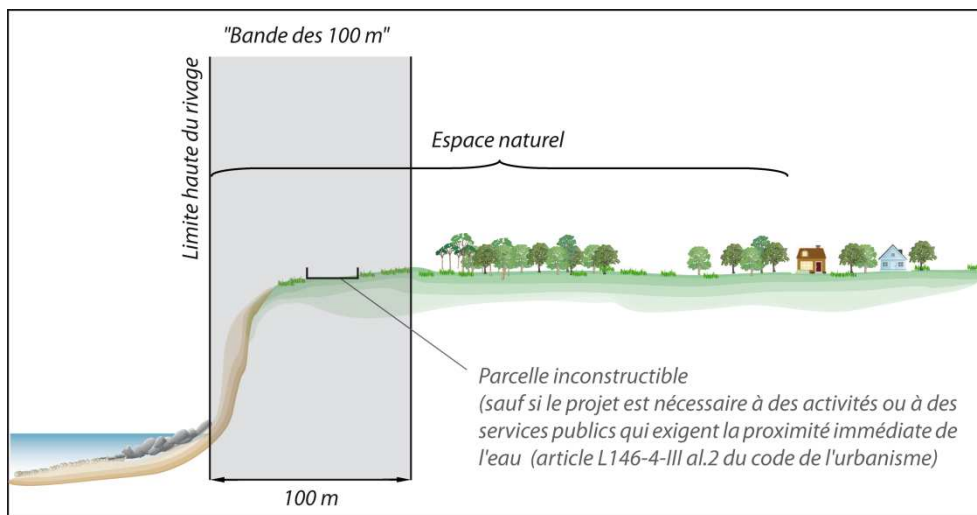 "Bande des 100 m"
Limite haute du rivage
Espace naturel
Parcelle inconstructible
(sauf si le projet est nécessaire à des activités ou à des
services publics qui exigent la proximité immédiate de
l'eau (article L146-4-III al.2 du code de l'urbanisme)
100 m